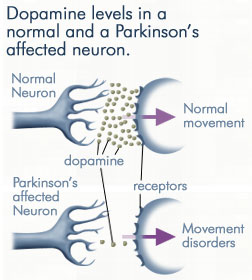 Dopamine levels in a
normal and a Parkinson's
affected neuron.
Normal
Neuron
Normal
movement
dopamine
receptors
Parkinson's
affected
Neuron
Movement
disorders